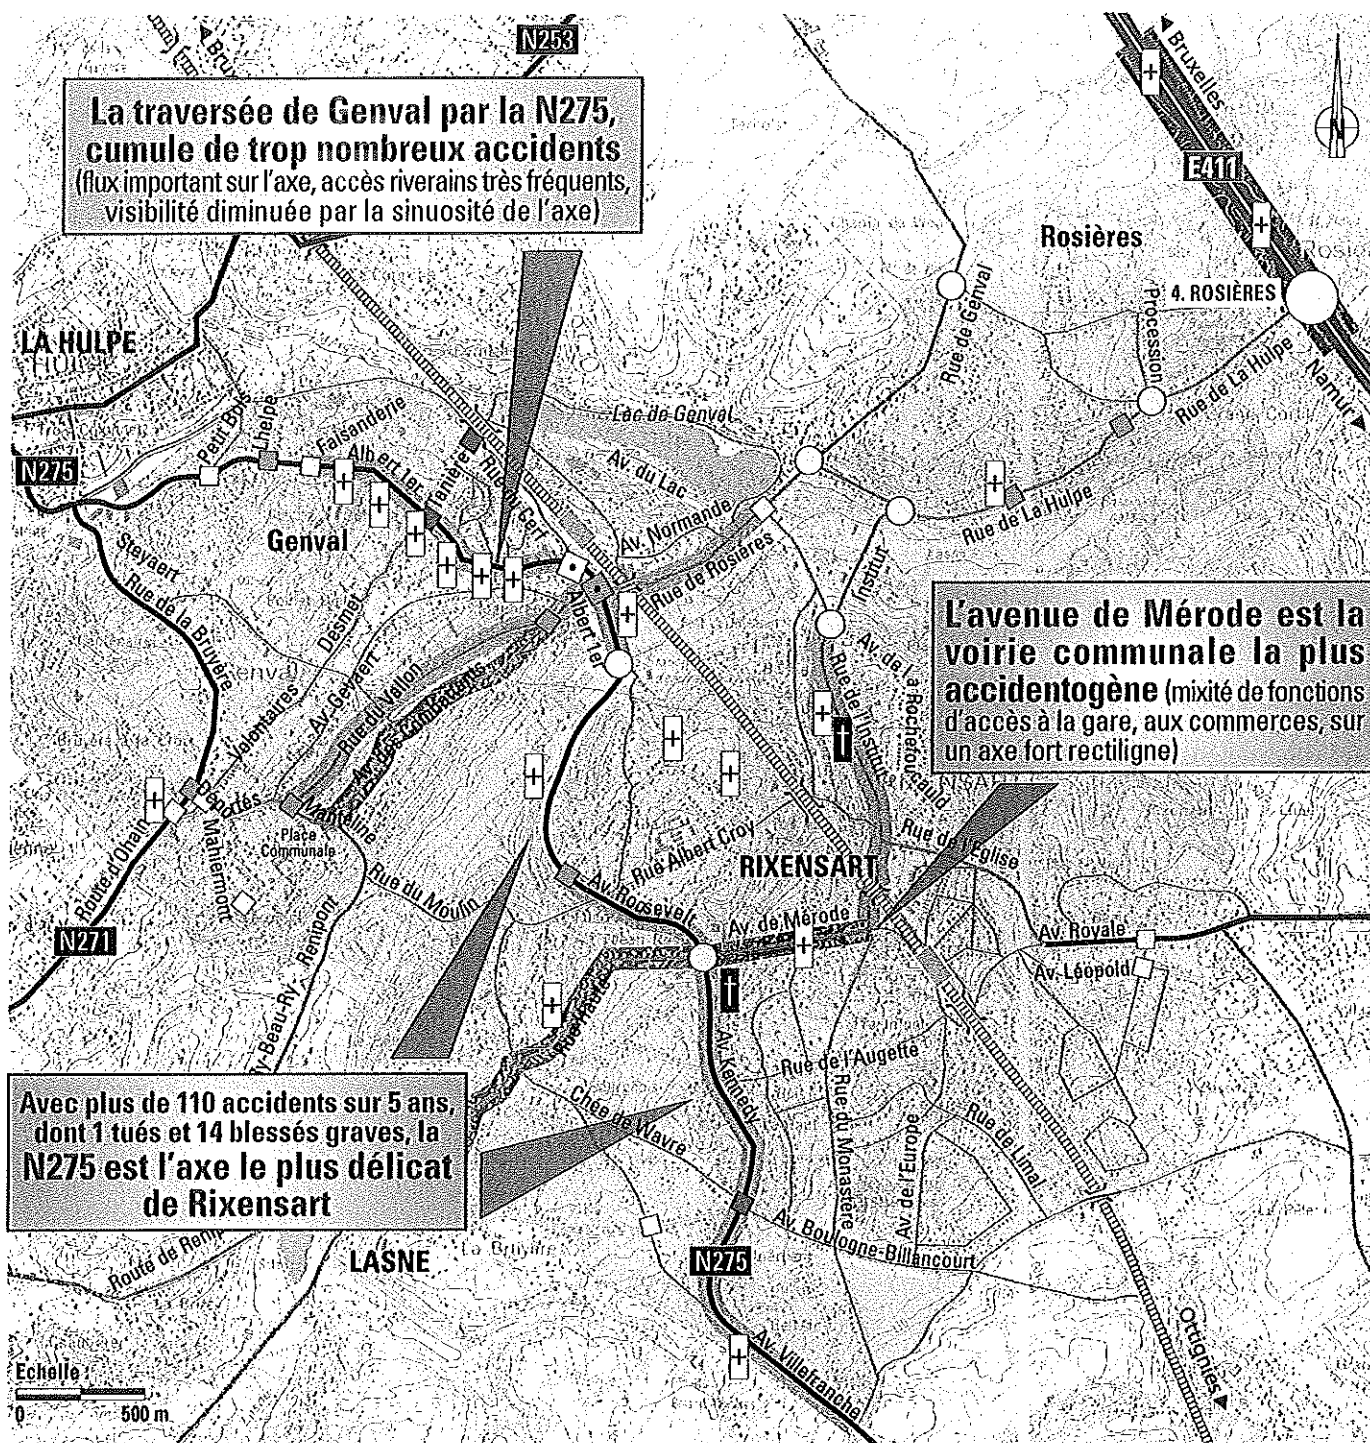 N253
Bruxelles
E411
La traversée de Genval par la N275,
cumule de trop nombreux accidents
(flux important sur l'axe, accès riverains très fréquents,
visibilité diminuée par la sinuosité de l'axe)
N
Rosières
4. ROSIÈRES
Procession
Rue de La Hulpe
Namur
Rue de Genval
LA HULPE
Lac de Genval
N275
Petit Bois
Lhelpe
Faisanderie
Albert 1er
Tanière
Rue du Cerf
Av. du Lac
Av. Normande
Rue de Rosières
Rue de La Hulpe
Institut
Genval
Stevaert
Rue de la Bruyère
Desmet
Volontaires
Av. Gevaert
Rue du Vallon
Av. des Combattants
Albert 1er
L'avenue de Mérode est la
voirie communale la plus
accidentogène (mixité de fonctions
d'accès à la gare, aux commerces, sur
un axe fort rectiligne)
Rue de l'Institut
Av. de La Rochefoucauld
Déportés
Mahiermont
Manteline
Place
Communale
Route d'Ohain
N271
Rue du Moulin
Rue Albert Croy
RIXENSART
Rue de l'Eglise
Av. Roosevelt
Av. de Mérode
Av. Royale
Av. Léopold
Ry-Beau-Ry
Renipont
Rue Haute
Av. Kennedy
Rue de l'Augette
Rue du Monastère
Av. de l'Europe
Rue de Limal
Chée de Wavre
Avec plus de 110 accidents sur 5 ans,
dont 1 tués et 14 blessés graves, la
N275 est l'axe le plus délicat
de Rixensart
Av. Boulogne-Billancourt
Route de
LASNE
N275
Av. Villefranche
Ottignies
Echelle :
0 500 m